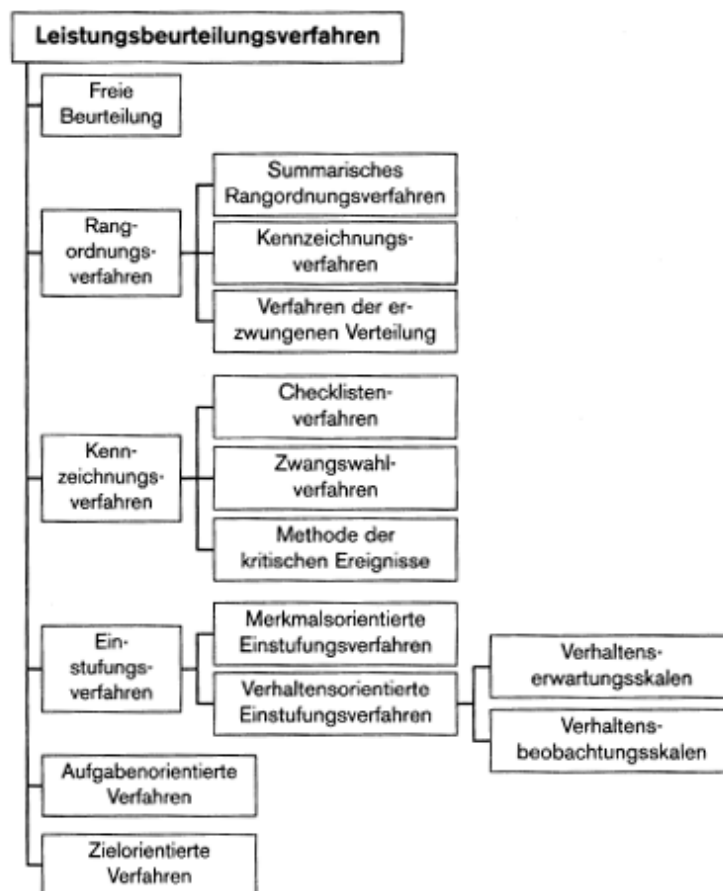 Leistungsbeurteilungsverfahren
Freie
Beurteilung
Rang-
ordnungs-
verfahren
Summarisches
Rangordnungsverfahren
Kennzeichnungs-
verfahren
Verfahren der er-
zwungenen Verteilung
Kenn-
zeichnungs-
verfahren
Checklisten-
verfahren
Zwangswahl-
verfahren
Methode der
kritischen Ereignisse
Ein-
stufungs-
verfahren
Merkmalsorientierte
Einstufungsverfahren
Verhaltensorientierte
Einstufungsverfahren
Verhaltens-
erwartungsskalen
Verhaltens-
beobachtungsskalen
Aufgabenorientierte
Verfahren
Zielorientierte
Verfahren